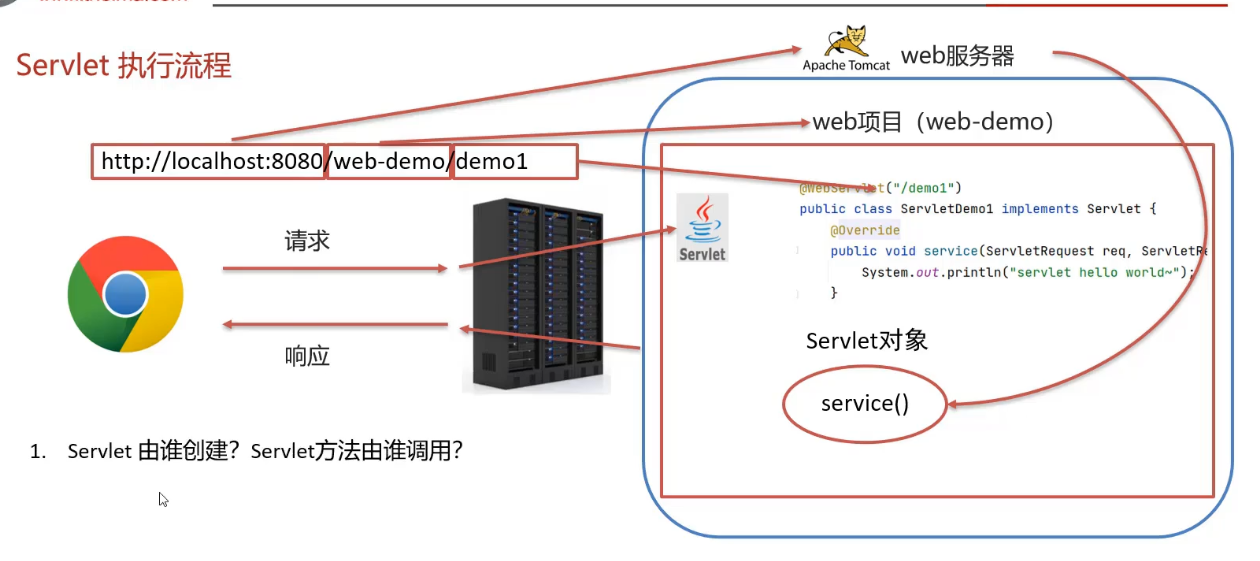 Servlet 执行流程
Apache Tomcat
web服务器
web项目（web-demo）
http://localhost:8080/web-demo/demo1
@WebServlet("/demo1")
public class ServletDemo1 implements Servlet {
@Override
public void service(ServletRequest req,
System.out.println("servlet hello world~");
}
Servlet
请求
响应
Servlet对象
service()
1. Servlet 由谁创建？Servlet方法由谁调用？